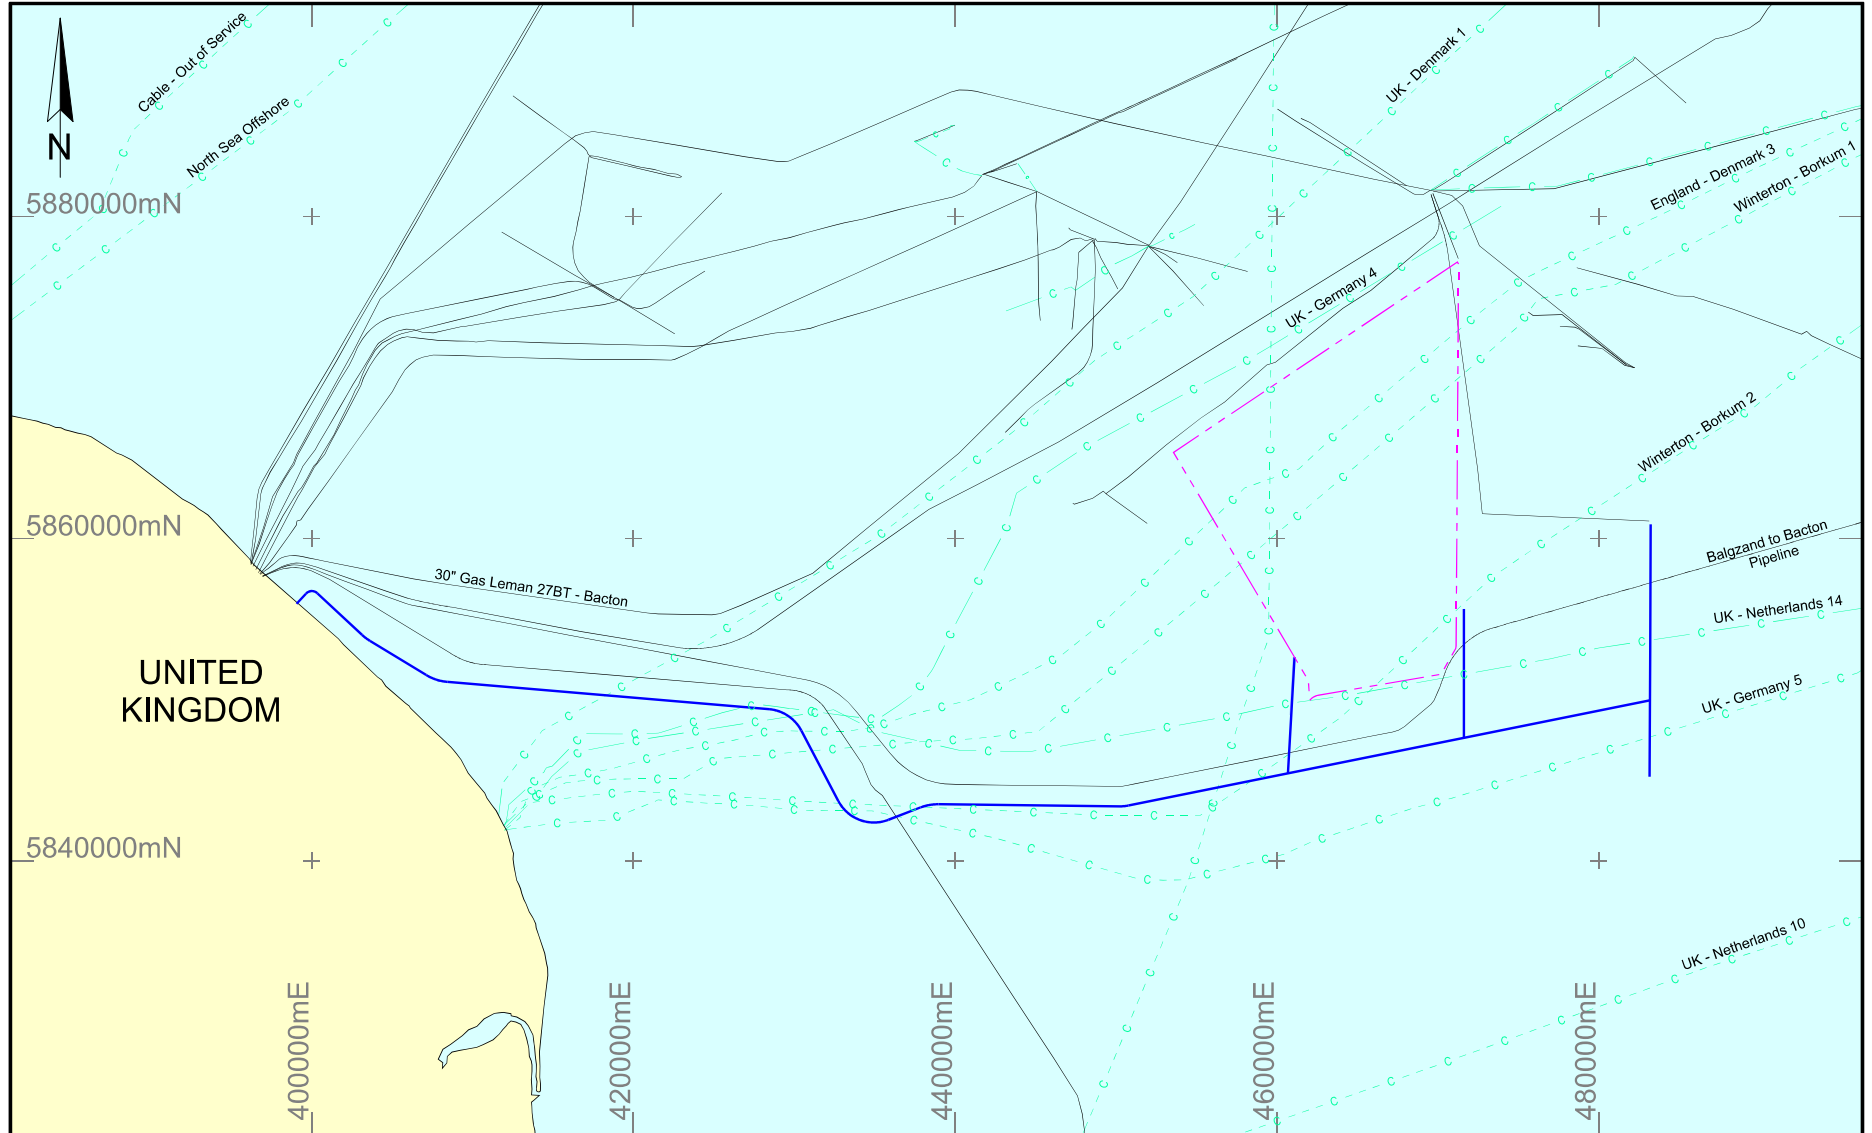 Cable - Out of Service
North Sea Offshore
N
UK - Denmark 1
England - Denmark 3
Winterton - Borkum 1
5880000mN
UK - Germany 4
Winterton - Borkum 2
5860000mN
Balgzand to Bacton
Pipeline
30" Gas Leman 27BT - Bacton
UK - Netherlands 14
UNITED
KINGDOM
UK - Germany 5
5840000mN
UK - Netherlands 10
400000mE
420000mE
440000mE
460000mE
480000mE